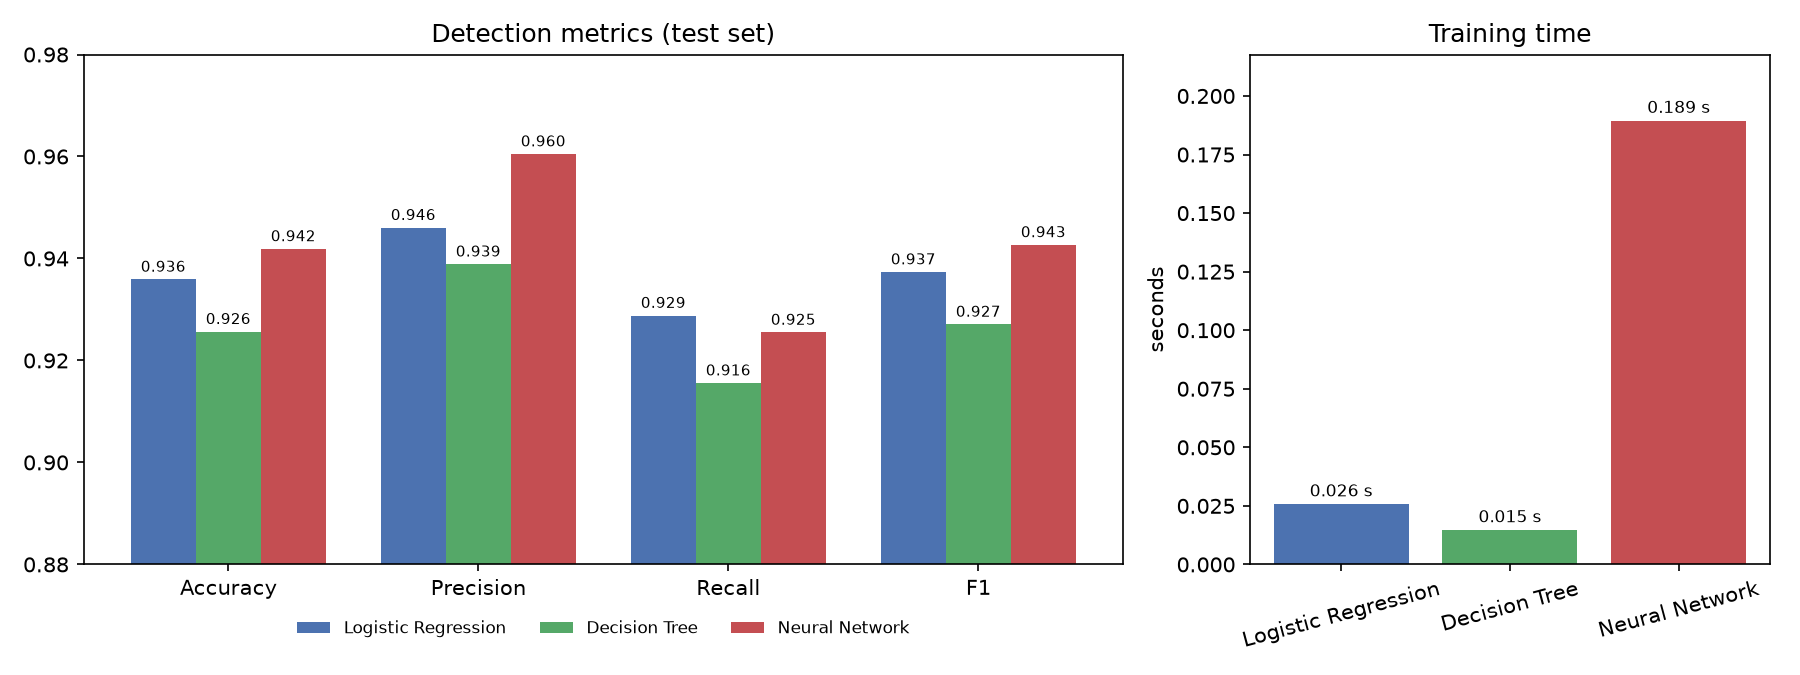 Detection metrics (test set)
0.98
0.96
0.94
0.92
0.90
0.88
0.936
0.926
0.942
0.946
0.939
0.960
0.929
0.916
0.925
0.937
0.927
0.943
Accuracy
Precision
Recall
F1
Logistic Regression
Decision Tree
Neural Network
Training time
seconds
0.200
0.175
0.150
0.125
0.100
0.075
0.050
0.025
0.000
0.026 s
0.015 s
0.189 s
Logistic Regression
Decision Tree
Neural Network